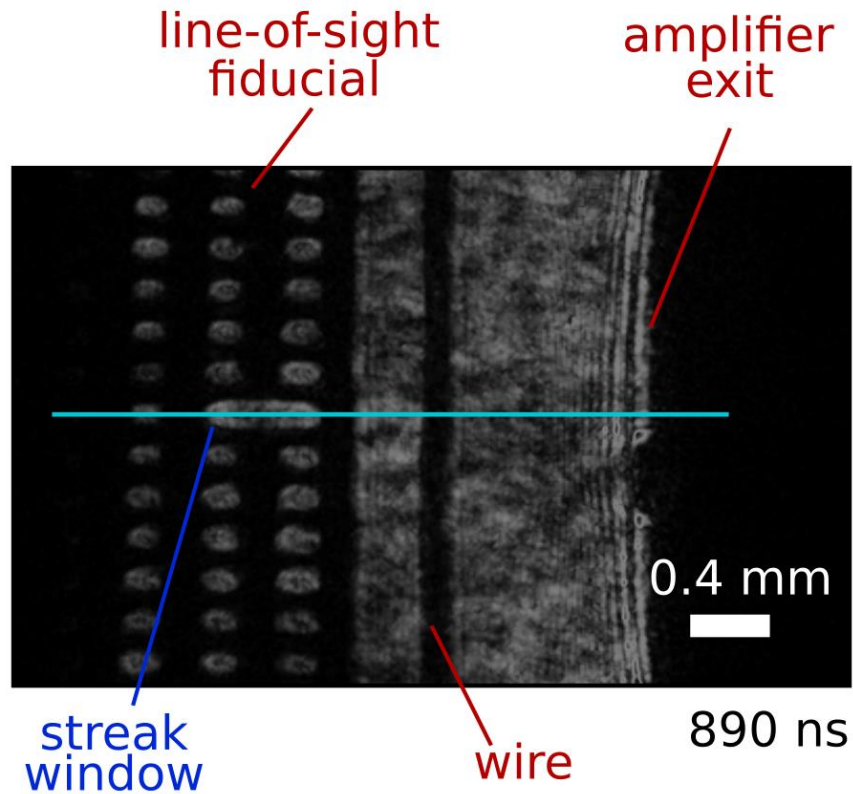 line-of-sight
fiducial
amplifier
exit
0.4 mm
890 ns
streak
window
wire